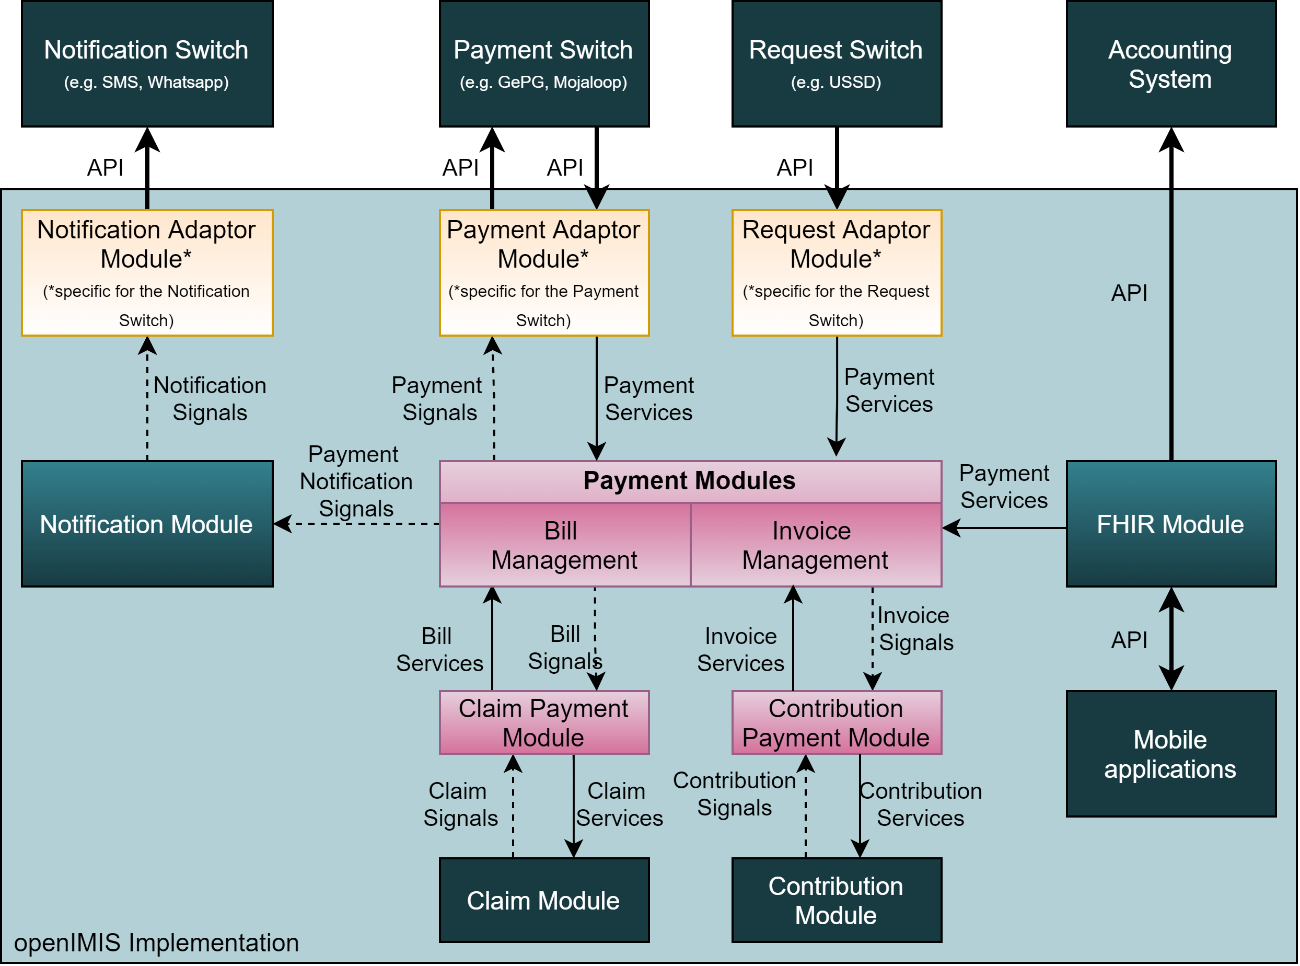 Notification Switch
(e.g. SMS, Whatsapp)
Payment Switch
(e.g. GePG, Mojaloop)
Request Switch
(e.g. USSD)
Accounting
System
API
API
API
API
Notification Adaptor
Module*
(*specific for the Notification
Switch)
Payment Adaptor
Module*
(*specific for the Payment
Switch)
Request Adaptor
Module*
(*specific for the Request
Switch)
API
Notification
Signals
Payment
Signals
Payment
Services
Payment
Services
Payment
Notification
Signals
Payment
Services
Notification Module
Payment Modules
Bill
Management
Invoice
Management
FHIR Module
Bill
Services
Bill
Signals
Invoice
Services
Invoice
Signals
API
Claim Payment
Module
Contribution
Payment Module
Mobile
applications
Claim
Signals
Claim
Services
Contribution
Signals
Contribution
Services
Claim Module
Contribution
Module
openIMIS Implementation